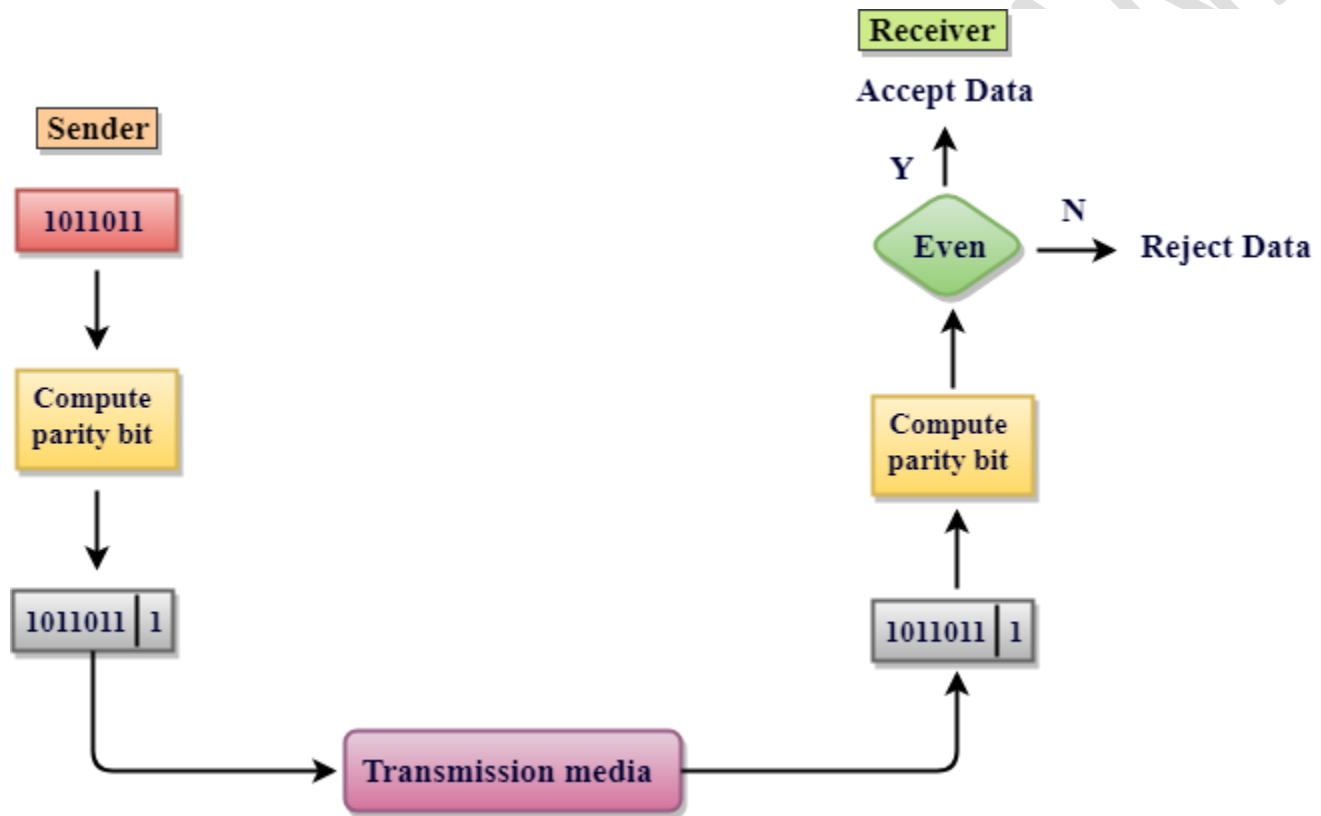 Sender
1011011
Compute
parity bit
1011011 | 1
Transmission media
Receiver
Accept Data
Y
Even
N
Reject Data
Compute
parity bit
1011011 | 1